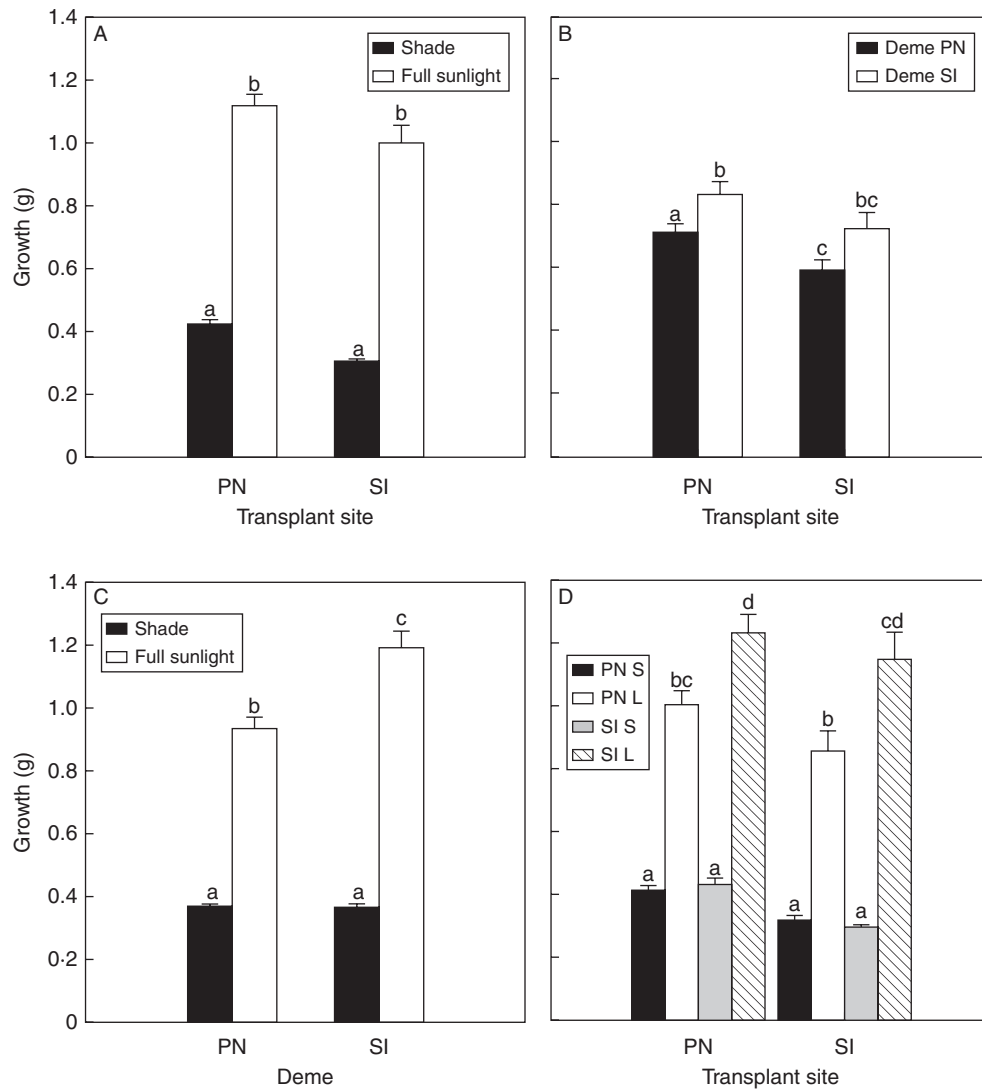 1.4
1.2
1.0
0.8
0.6
0.4
0.2
0
Growth (g)
A
Shade
Full sunlight
a
b
a
b
PN
SI
Transplant site
B
Deme PN
Deme SI
a
b
c
bc
PN
SI
Transplant site
1.4
1.2
1.0
0.8
0.6
0.4
0·2
0
Growth (g)
C
Shade
Full sunlight
a
b
a
c
PN
SI
Deme
D
PN S
PN L
SI S
SI L
a
bc
a
d
a
b
a
cd
PN
SI
Transplant site